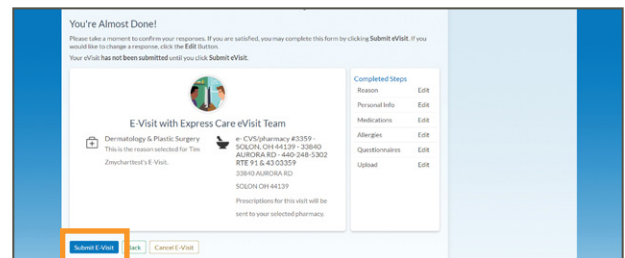 You're Almost Done!
Please take a moment to confirm your responses. If you are satisfied, you may complete this form by clicking Submit eVisit. If you
would like to change a response, click the Edit Button.
Your eVisit has not been submitted until you click Submit eVisit.
E-Visit with Express Care eVisit Team
Dermatology & Plastic Surgery
This is the reason selected for Tim
Zmycharttest's E-Visit.
e- CVS/pharmacy #3359 -
SOLON, OH 44139 - 33840
AURORA RD - 440-248-5302
RTE 91 & 43 03359
33840 AURORA RD
SOLON OH 44139
Prescriptions for this visit will be
sent to your selected pharmacy.
Completed Steps
Reason Edit
Personal Info Edit
Medications Edit
Allergies Edit
Questionnaires Edit
Upload Edit
Submit E-Visit Back Cancel E-Visit